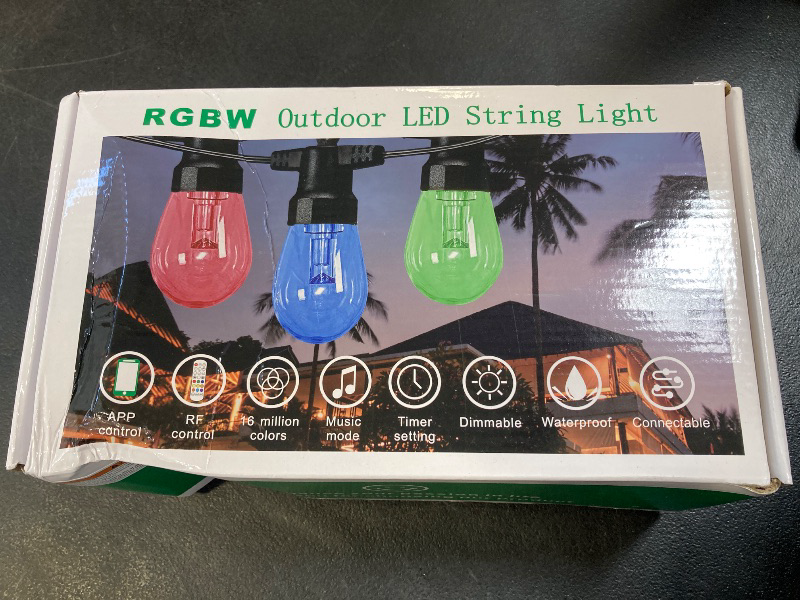 RGBW Outdoor LED String Light
APP control
RF control
16 million colors
Music mode
Timer setting
Dimmable
Waterproof
Connectable